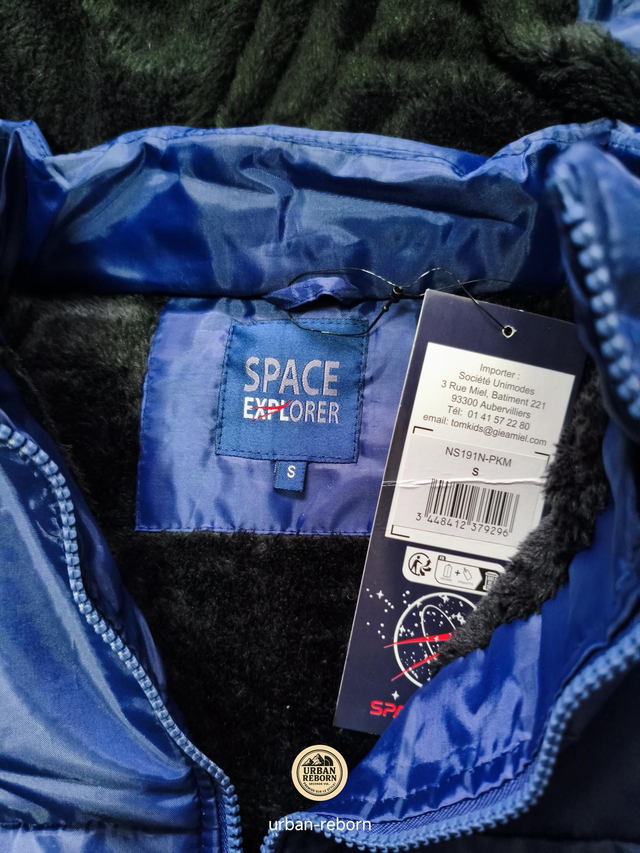 SPACE
EXPLORER
S
Importer :
Société Unimodes
3 Rue Miel, Batiment 221
93300 Aubervilliers
Tél: 01 41 57 22 80
email: tomkids@gieamiel.com
NS191N-PKM
S
3 448412 379296
URBAN
REBORN
urban-reborn